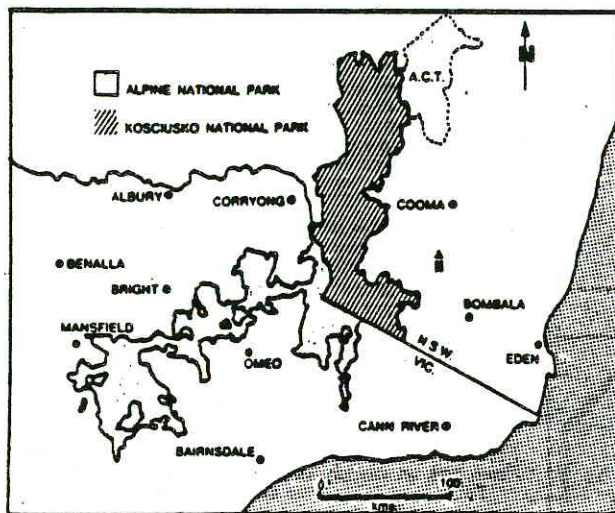 A.C.T.
ALPINE NATIONAL PARK
KOSCIUSKO NATIONAL PARK
ALBURY
CORRYONG
COOMA
BENALLA
BRIGHT
BOMBALA
MANSFIELD
OMEO
N.S.W.
VIC.
EDEN
CANN RIVER
BAIRNSDALE
0 100
kms